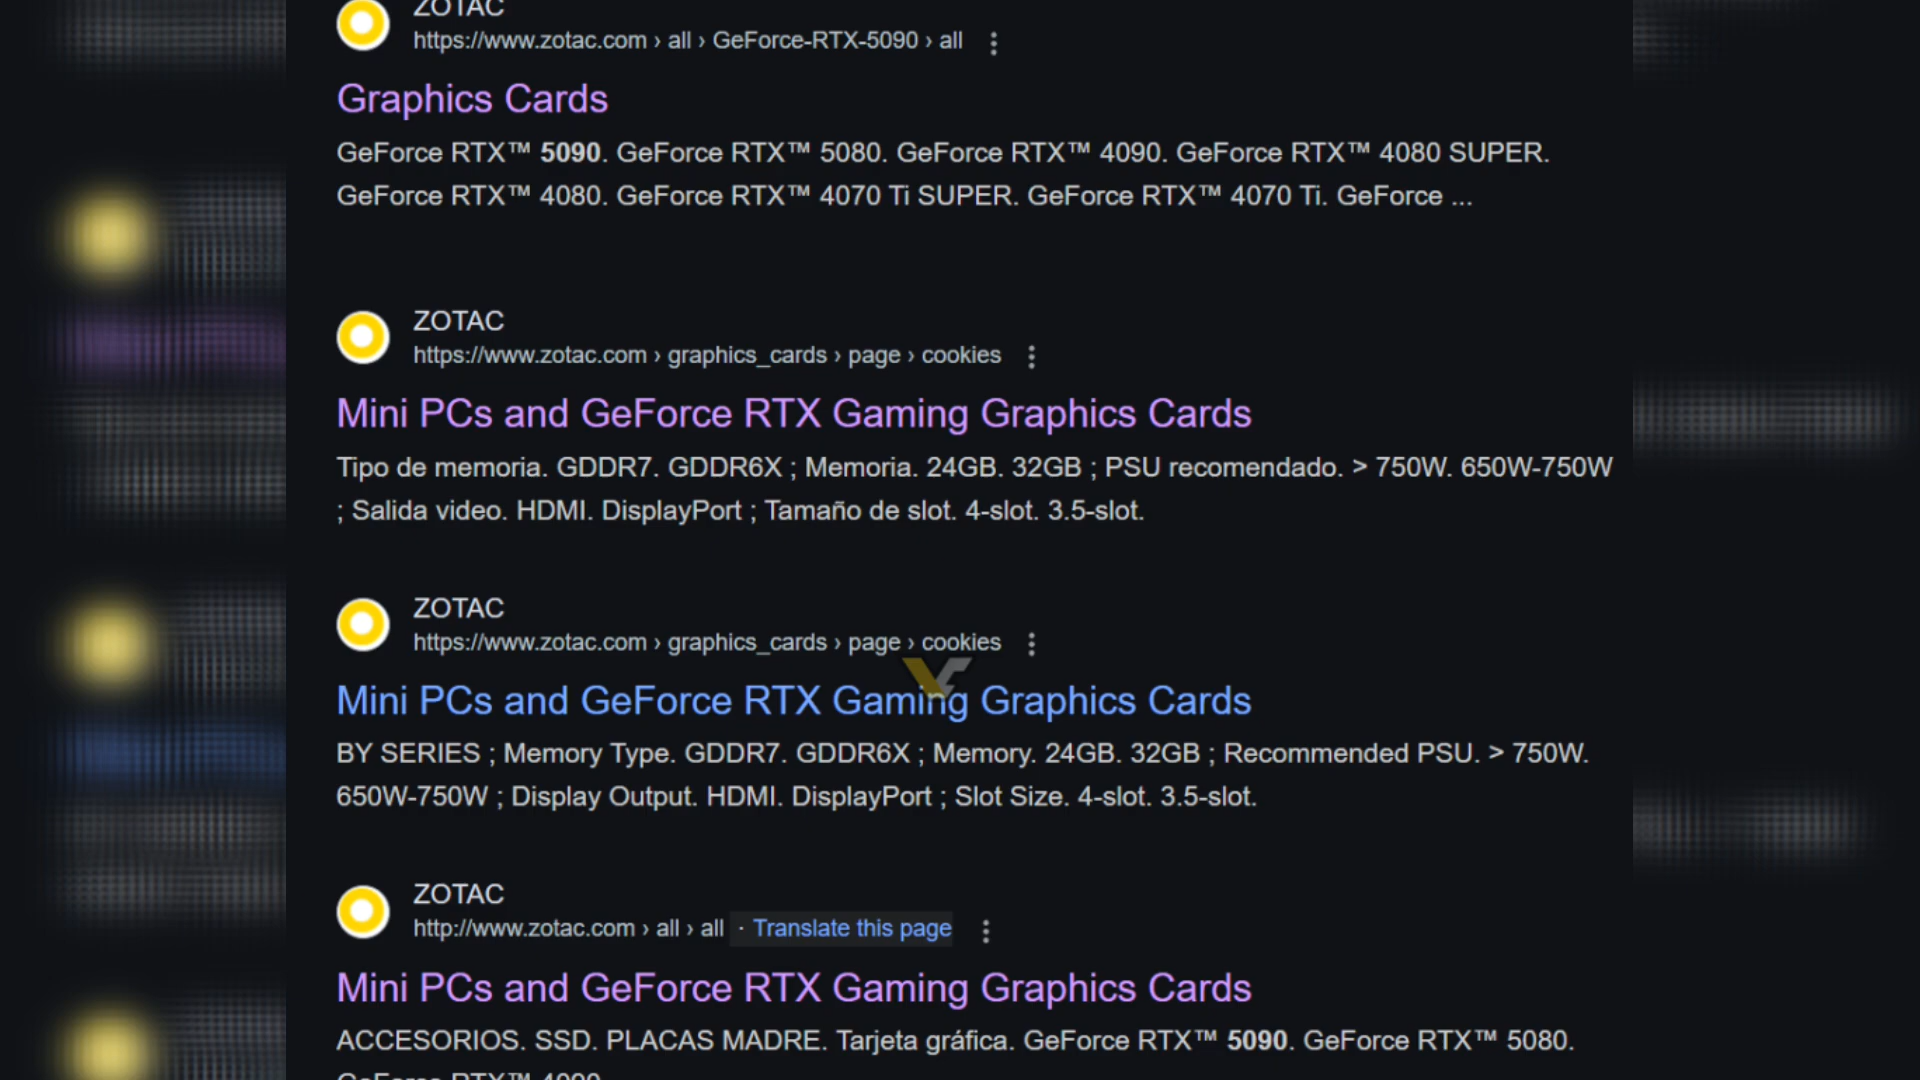 ZOTAC
https://www.zotac.com › all › GeForce-RTX-5090 › all
Graphics Cards
GeForce RTX™ 5090. GeForce RTX™ 5080. GeForce RTX™ 4090. GeForce RTX™ 4080 SUPER.
GeForce RTX™ 4080. GeForce RTX™ 4070 Ti SUPER. GeForce RTX™ 4070 Ti. GeForce ...
ZOTAC
https://www.zotac.com › graphics_cards › page › cookies
Mini PCs and GeForce RTX Gaming Graphics Cards
Tipo de memoria. GDDR7. GDDR6X ; Memoria. 24GB. 32GB ; PSU recomendado. > 750W. 650W-750W
; Salida video. HDMI. DisplayPort ; Tamaño de slot. 4-slot. 3.5-slot.
ZOTAC
https://www.zotac.com › graphics_cards › page › cookies
Mini PCs and GeForce RTX Gaming Graphics Cards
BY SERIES ; Memory Type. GDDR7. GDDR6X ; Memory. 24GB. 32GB ; Recommended PSU. > 750W.
650W-750W ; Display Output. HDMI. DisplayPort ; Slot Size. 4-slot. 3.5-slot.
ZOTAC
http://www.zotac.com › all › all · Translate this page
Mini PCs and GeForce RTX Gaming Graphics Cards
ACCESORIOS. SSD. PLACAS MADRE. Tarjeta gráfica. GeForce RTX™ 5090. GeForce RTX™ 5080.
GeForce RTX™ 4090